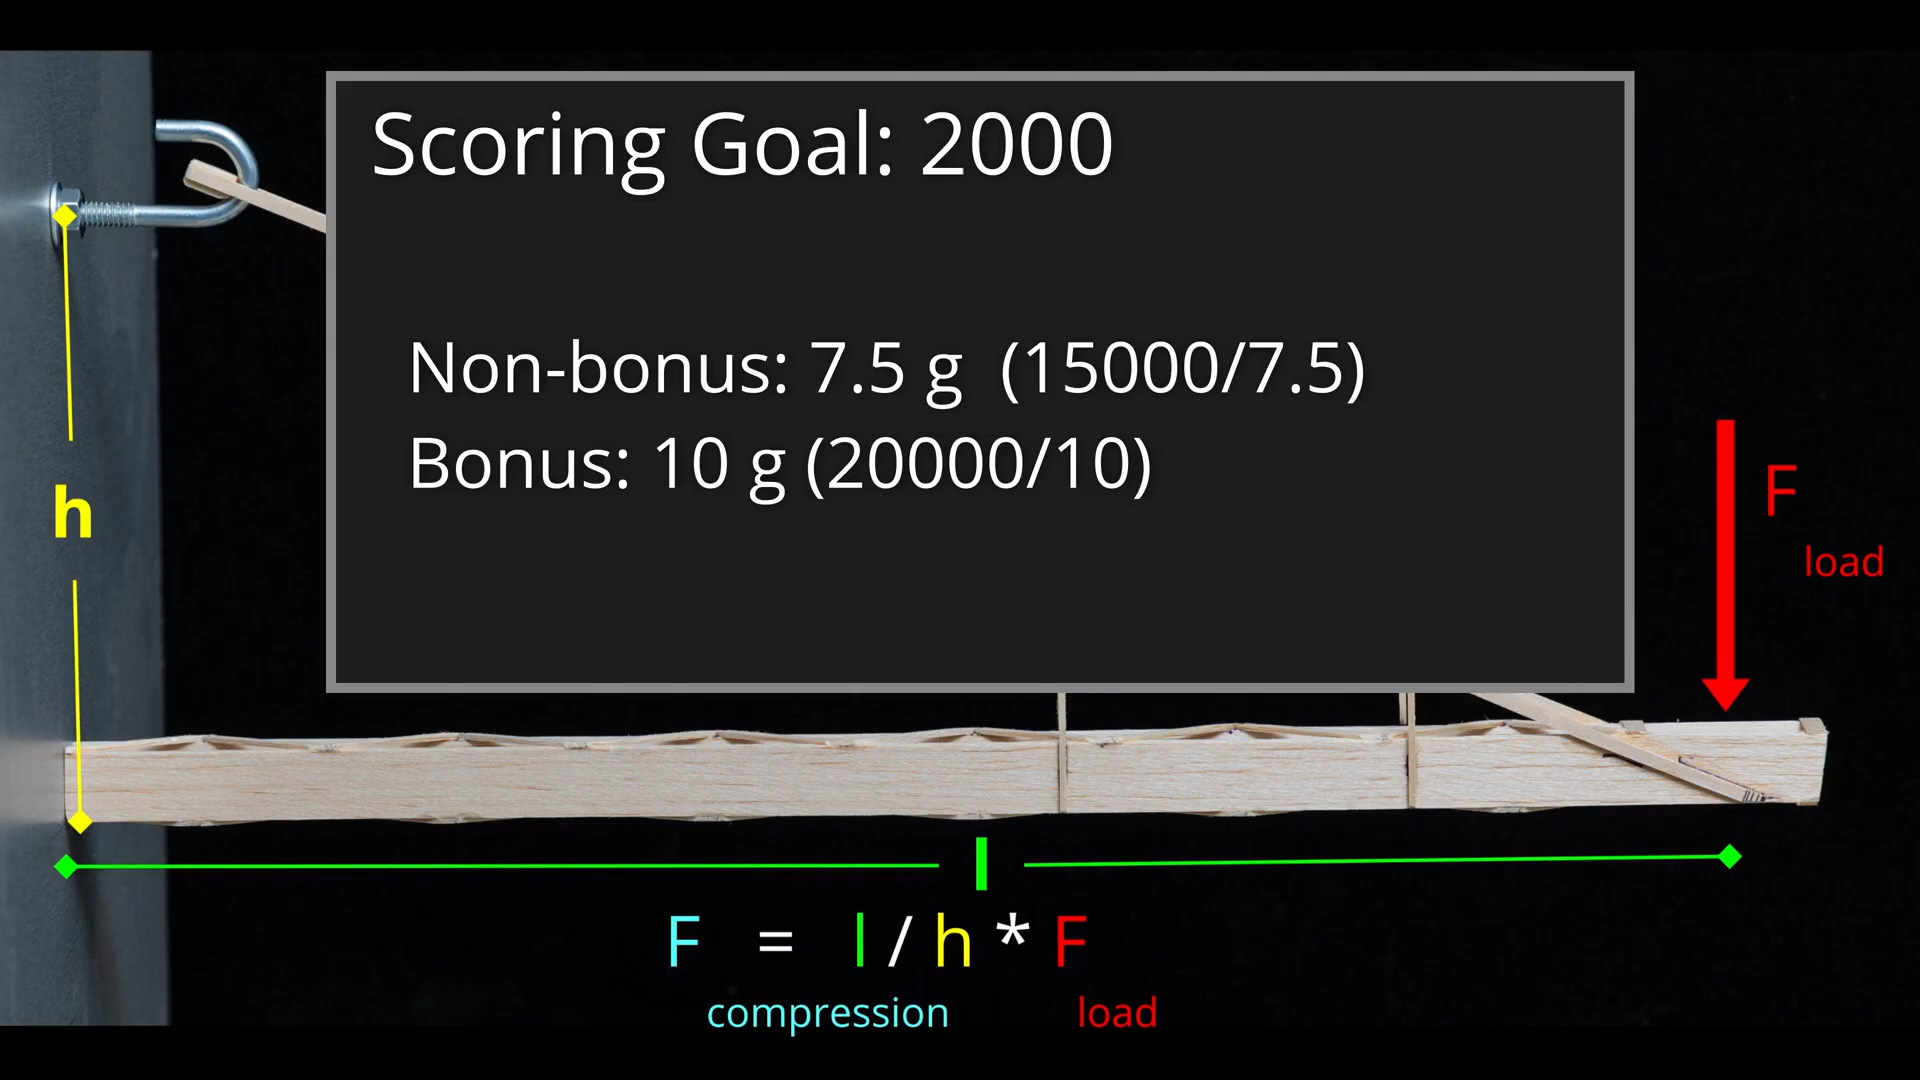 Scoring Goal: 2000
Non-bonus: 7.5 g (15000/7.5)
Bonus: 10 g (20000/10)
h
F load
l
F compression = l / h * F load